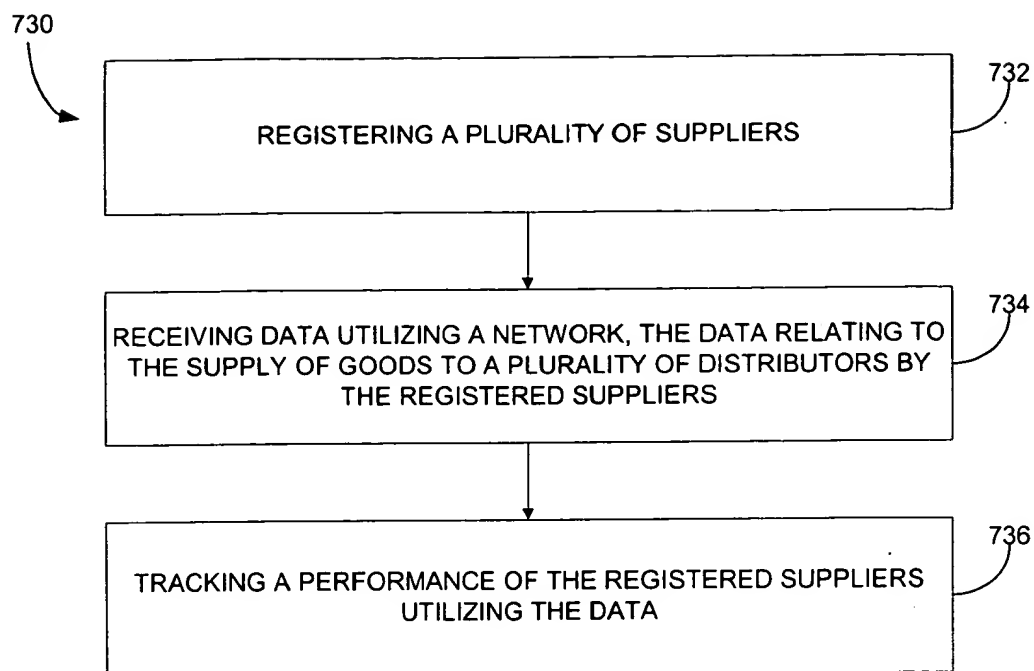 730
732
REGISTERING A PLURALITY OF SUPPLIERS
734
RECEIVING DATA UTILIZING A NETWORK, THE DATA RELATING TO
THE SUPPLY OF GOODS TO A PLURALITY OF DISTRIBUTORS BY
THE REGISTERED SUPPLIERS
736
TRACKING A PERFORMANCE OF THE REGISTERED SUPPLIERS
UTILIZING THE DATA